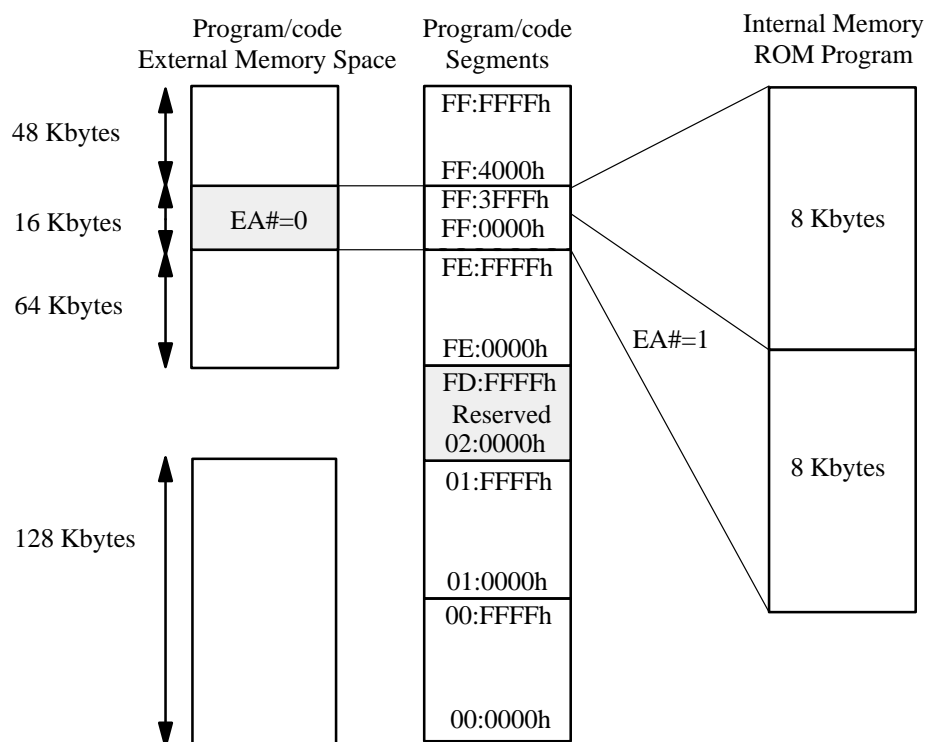 Program/code
External Memory Space
Program/code
Segments
Internal Memory
ROM Program
48 Kbytes
16 Kbytes
64 Kbytes
128 Kbytes
EA#=0
FF:FFFFh
FF:4000h
FF:3FFFh
FF:0000h
FE:FFFFh
FE:0000h
FD:FFFFh
Reserved
02:0000h
01:FFFFh
01:0000h
00:FFFFh
00:0000h
EA#=1
8 Kbytes
8 Kbytes